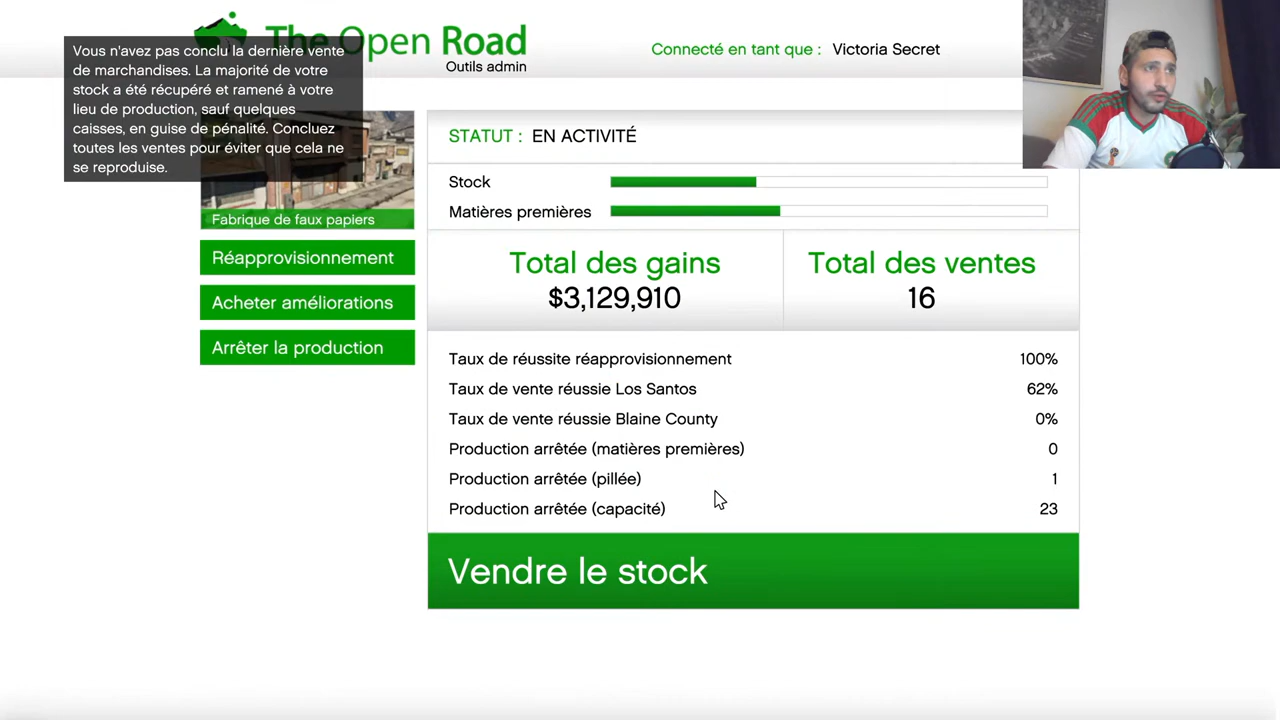 The Open Road
Outils admin
Connecté en tant que : Victoria Secret
Vous n'avez pas conclu la dernière vente
de marchandises. La majorité de votre
stock a été récupéré et ramené à votre
lieu de production, sauf quelques
caisses, en guise de pénalité. Concluez
toutes les ventes pour éviter que cela ne
se reproduise.
Fabrique de faux papiers
Réapprovisionnement
Acheter améliorations
Arrêter la production
STATUT : EN ACTIVITÉ
Stock
Matières premières
Total des gains
$3,129,910
Total des ventes
16
Taux de réussite réapprovisionnement 100%
Taux de vente réussie Los Santos 62%
Taux de vente réussie Blaine County 0%
Production arrêtée (matières premières) 0
Production arrêtée (pillée) 1
Production arrêtée (capacité) 23
Vendre le stock